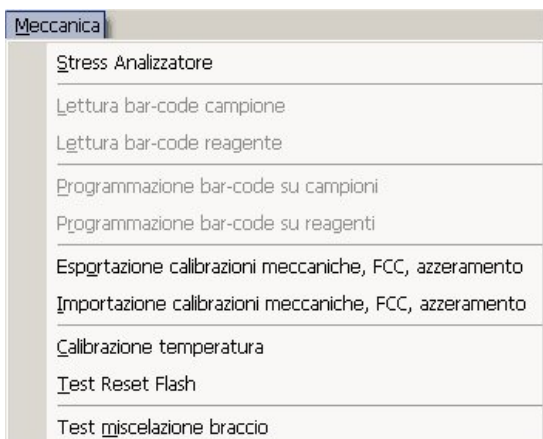 Meccanica
Stress Analizzatore
Lettura bar-code campione
Lettura bar-code reagente
Programmazione bar-code su campioni
Programmazione bar-code su reagenti
Esportazione calibrazioni meccaniche, FCC, azzeramento
Importazione calibrazioni meccaniche, FCC, azzeramento
Calibrazione temperatura
Test Reset Flash
Test miscelazione braccio